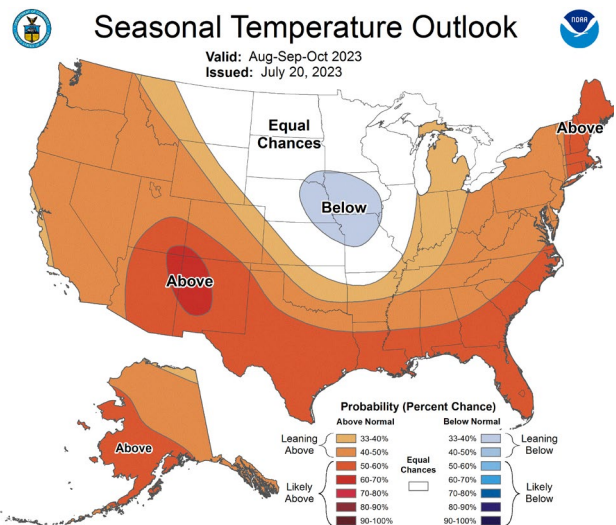 Seasonal Temperature Outlook
NOAA
Valid: Aug-Sep-Oct 2023
Issued: July 20, 2023
Equal
Chances
Above
Below
Above
Above
Probability (Percent Chance)
Above Normal
Below Normal
Leaning
Above
33-40%
40-50%
Likely
Above
50-60%
60-70%
70-80%
80-90%
90-100%
Equal
Chances
33-40%
40-50%
Leaning
Below
50-60%
60-70%
70-80%
80-90%
90-100%
Likely
Below